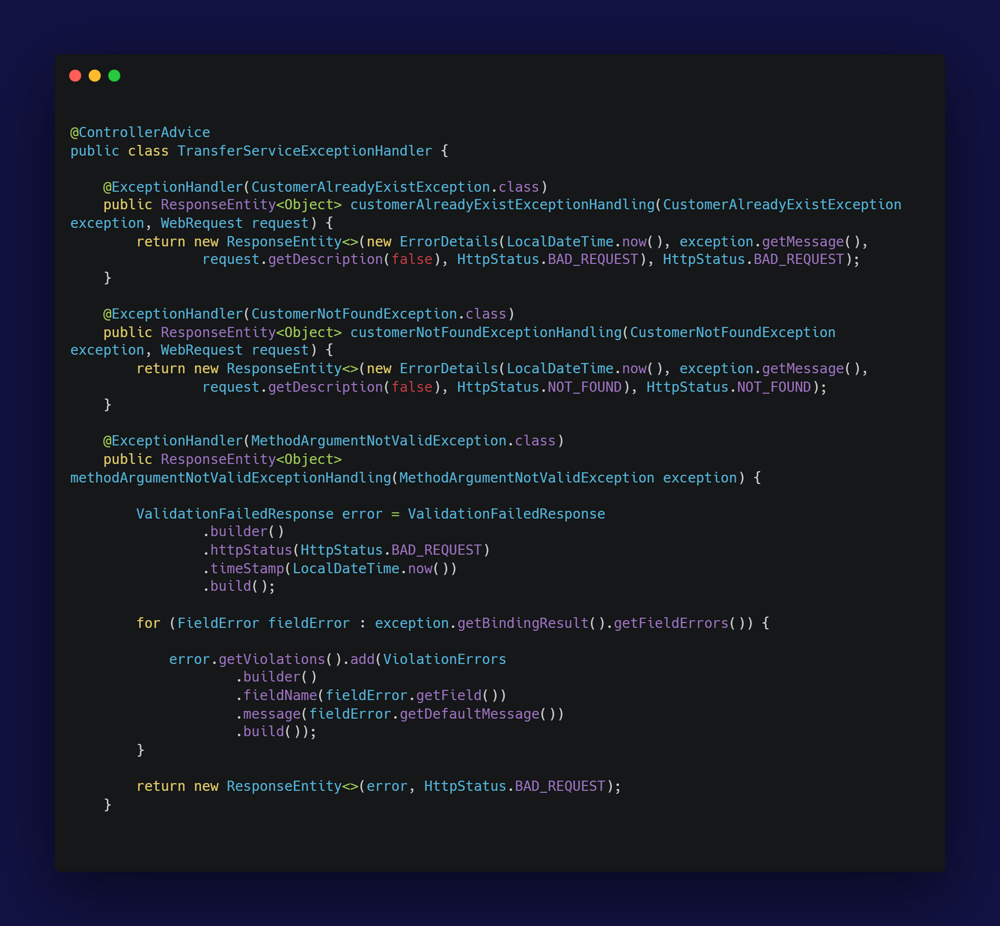 @ControllerAdvice
public class TransferServiceExceptionHandler {
    @ExceptionHandler(CustomerAlreadyExistException.class)
    public ResponseEntity<Object> customerAlreadyExistExceptionHandling(CustomerAlreadyExistException
exception, WebRequest request) {
        return new ResponseEntity<>(new ErrorDetails(LocalDateTime.now(), exception.getMessage(),
                request.getDescription(false), HttpStatus.BAD_REQUEST), HttpStatus.BAD_REQUEST);
    }
    @ExceptionHandler(CustomerNotFoundException.class)
    public ResponseEntity<Object> customerNotFoundExceptionHandling(CustomerNotFoundException
exception, WebRequest request) {
        return new ResponseEntity<>(new ErrorDetails(LocalDateTime.now(), exception.getMessage(),
                request.getDescription(false), HttpStatus.NOT_FOUND), HttpStatus.NOT_FOUND);
    }
    @ExceptionHandler(MethodArgumentNotValidException.class)
    public ResponseEntity<Object>
methodArgumentNotValidExceptionHandling(MethodArgumentNotValidException exception) {
        ValidationFailedResponse error = ValidationFailedResponse
                .builder()
                .httpStatus(HttpStatus.BAD_REQUEST)
                .timeStamp(LocalDateTime.now())
                .build();
        for (FieldError fieldError : exception.getBindingResult().getFieldErrors()) {
            error.getViolations().add(ViolationErrors
                    .builder()
                    .fieldName(fieldError.getField())
                    .message(fieldError.getDefaultMessage())
                    .build());
        }
        return new ResponseEntity<>(error, HttpStatus.BAD_REQUEST);
    }